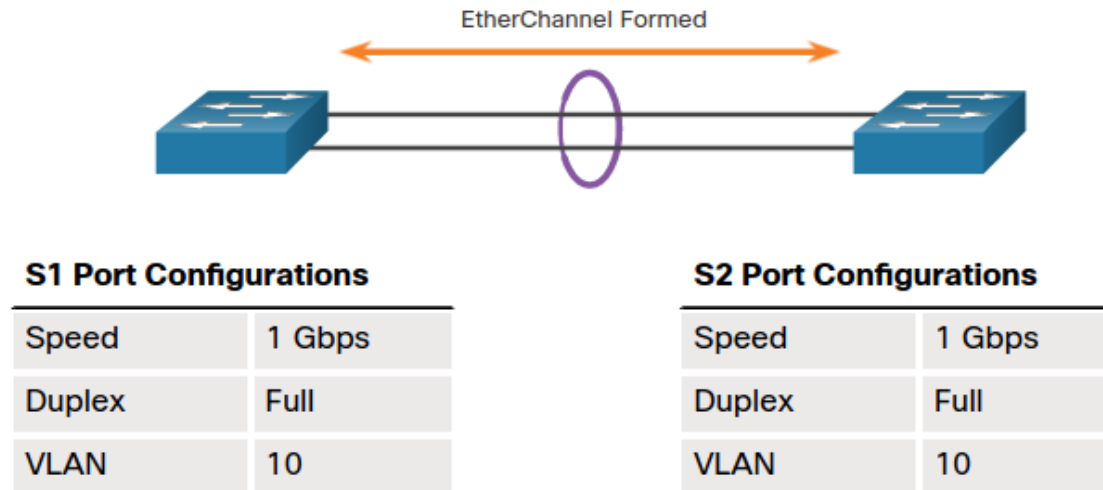 EtherChannel Formed
S1 Port Configurations
Speed 1 Gbps
Duplex Full
VLAN 10
S2 Port Configurations
Speed 1 Gbps
Duplex Full
VLAN 10